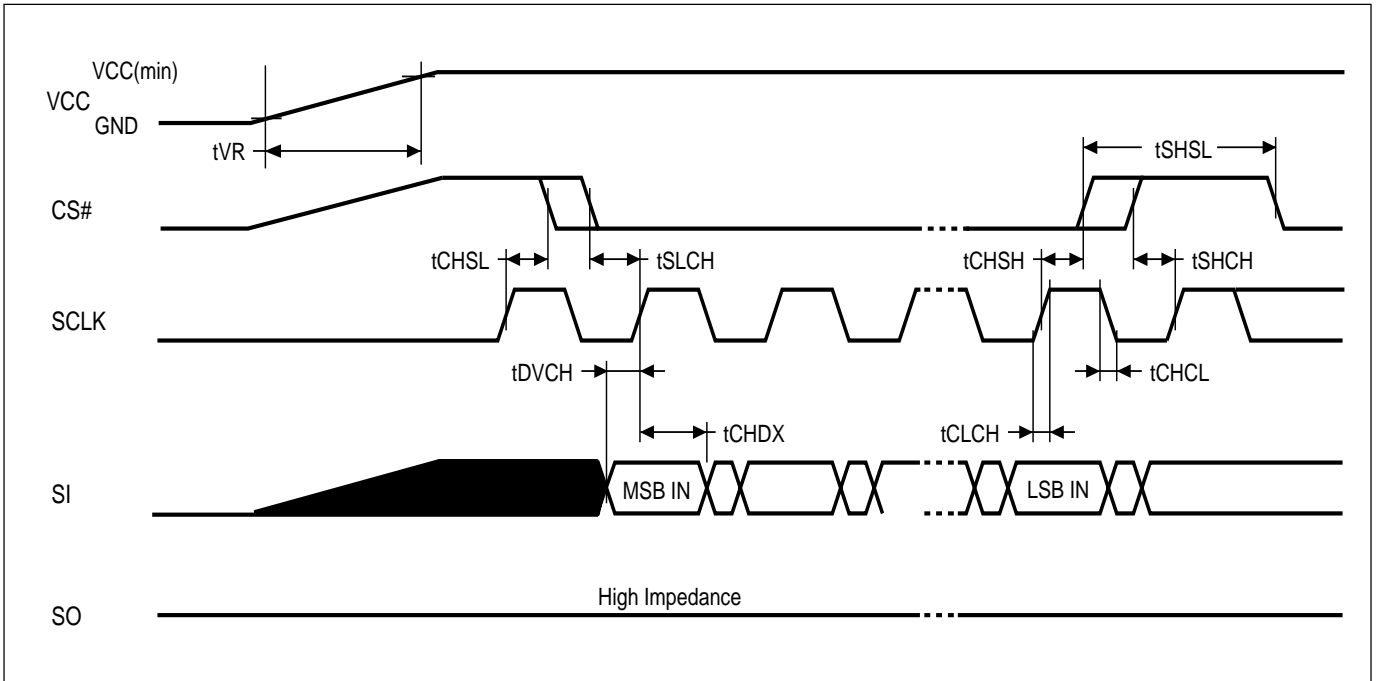 VCC(min)
VCC
GND
tVR
tSHSL
CS#
tCHSL
tSLCH
tCHSH
tSHCH
SCLK
tDVCH
tCHCL
tCHDX
tCLCH
SI
MSB IN
LSB IN
High Impedance
SO